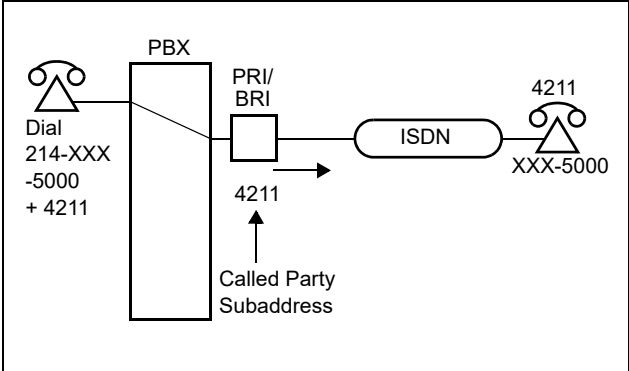 PBX
PRI/
BRI
4211
ISDN
Dial
214-XXX
-5000
+ 4211
XXX-5000
4211
Called Party
Subaddress